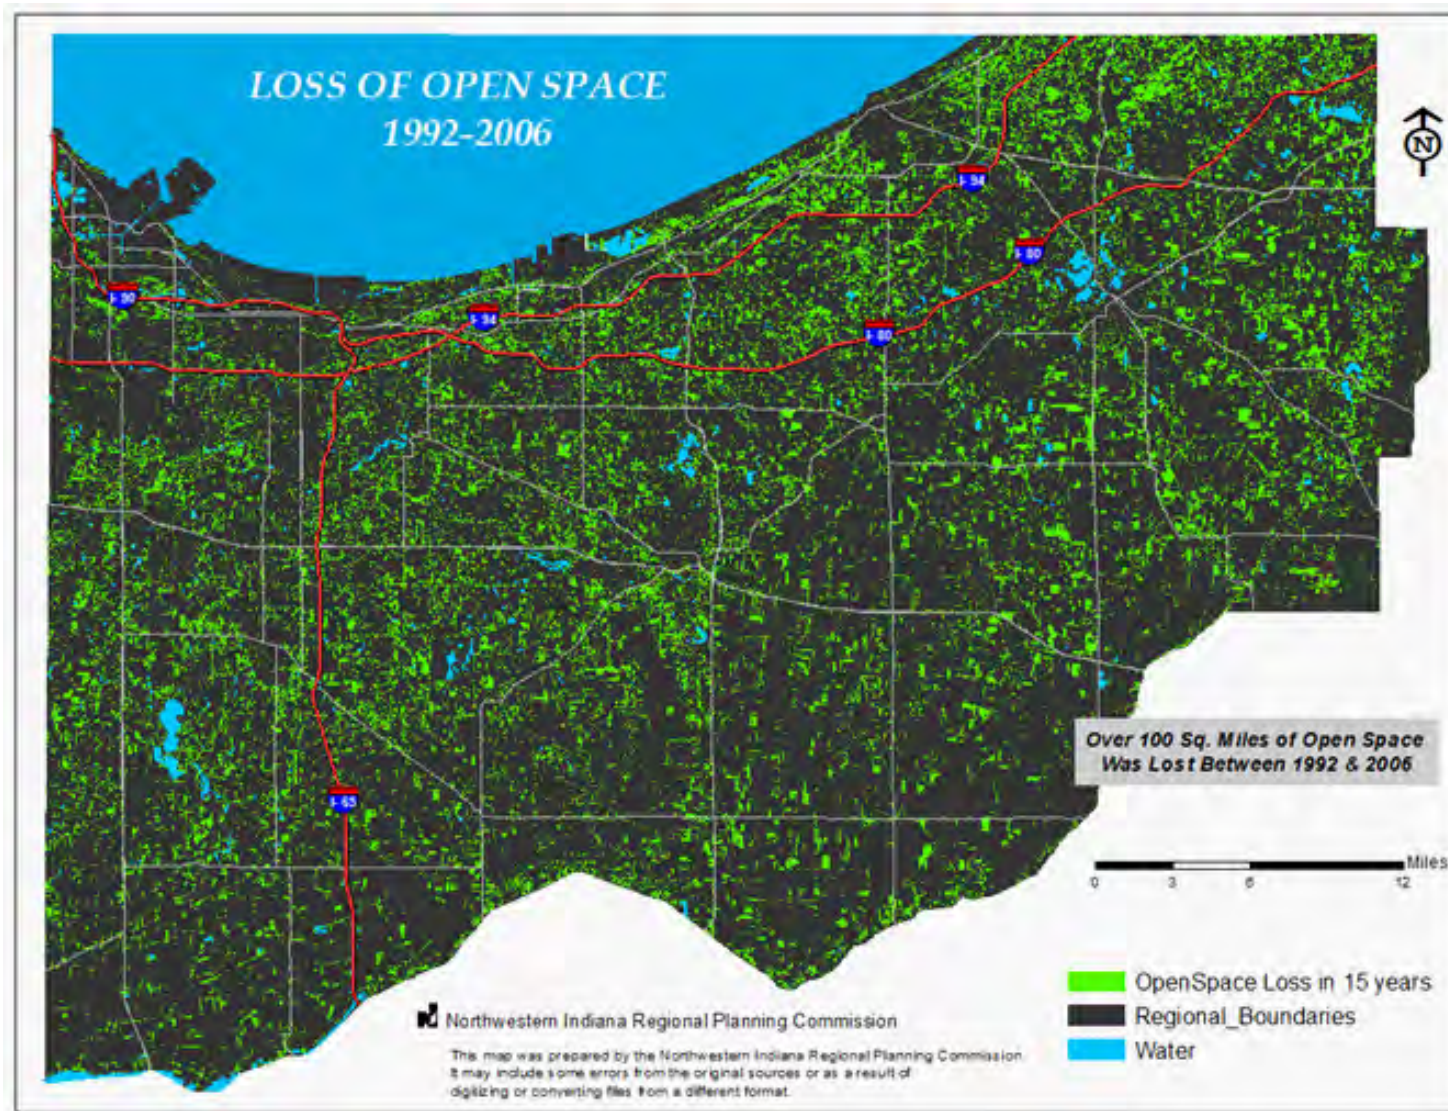 LOSS OF OPEN SPACE
1992-2006
N
I-94
I-80
I-90
I-94
I-80
I-65
Over 100 Sq. Miles of Open Space
Was Lost Between 1992 & 2006
Miles
0 3 6 12
OpenSpace Loss in 15 years
Regional_Boundaries
Water
Northwestern Indiana Regional Planning Commission
This map was prepared by the Northwestern Indiana Regional Planning Commission
It may include some errors from the original sources or as a result of
digitizing or converting files from a different format.